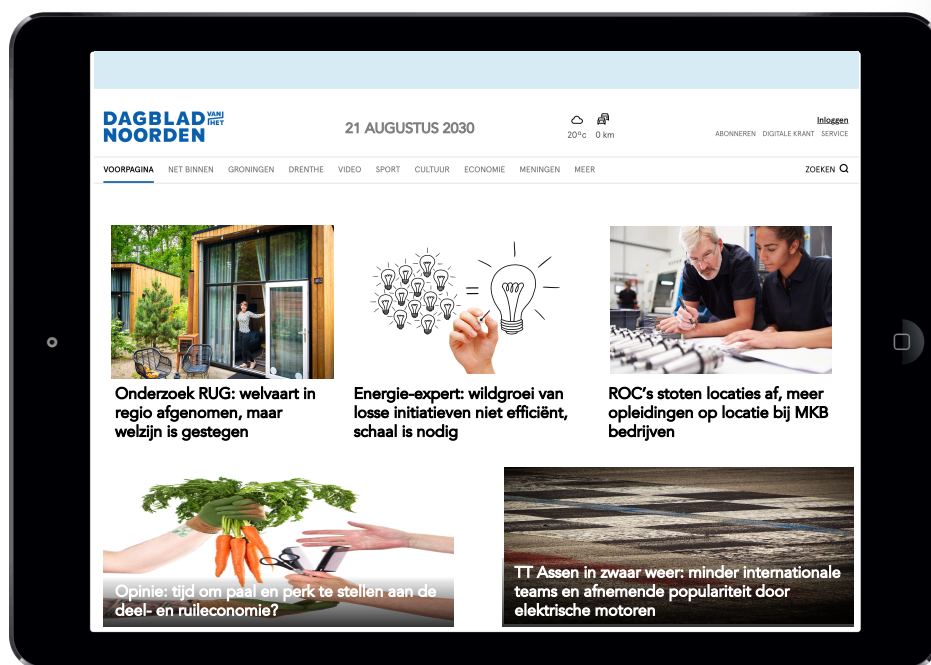 DAGBLAD VAN HET
NOORDEN
21 AUGUSTUS 2030
20°c 0 km
Inloggen
ABONNEREN DIGITALE KRANT SERVICE
VOORPAGINA NET BINNEN GRONINGEN DRENTHE VIDEO SPORT CULTUUR ECONOMIE MENINGEN MEER ZOEKEN
Onderzoek RUG: welvaart in
regio afgenomen, maar
welzijn is gestegen
Energie-expert: wildgroei van
losse initiatieven niet efficiënt,
schaal is nodig
ROC’s stoten locaties af, meer
opleidingen op locatie bij MKB
bedrijven
Opinie: tijd om paal en perk te stellen aan de
deel- en ruileconomie?
TT Assen in zwaar weer: minder internationale
teams en afnemende populariteit door
elektrische motoren